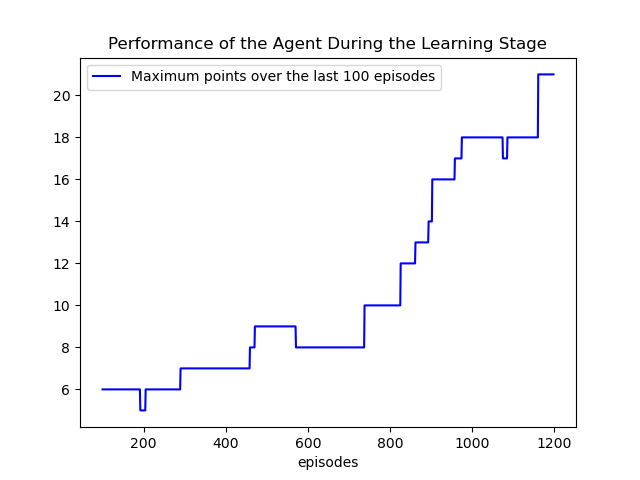 Performance of the Agent During the Learning Stage
Maximum points over the last 100 episodes
20
18
16
14
12
10
8
6
200 400 600 800 1000 1200
episodes